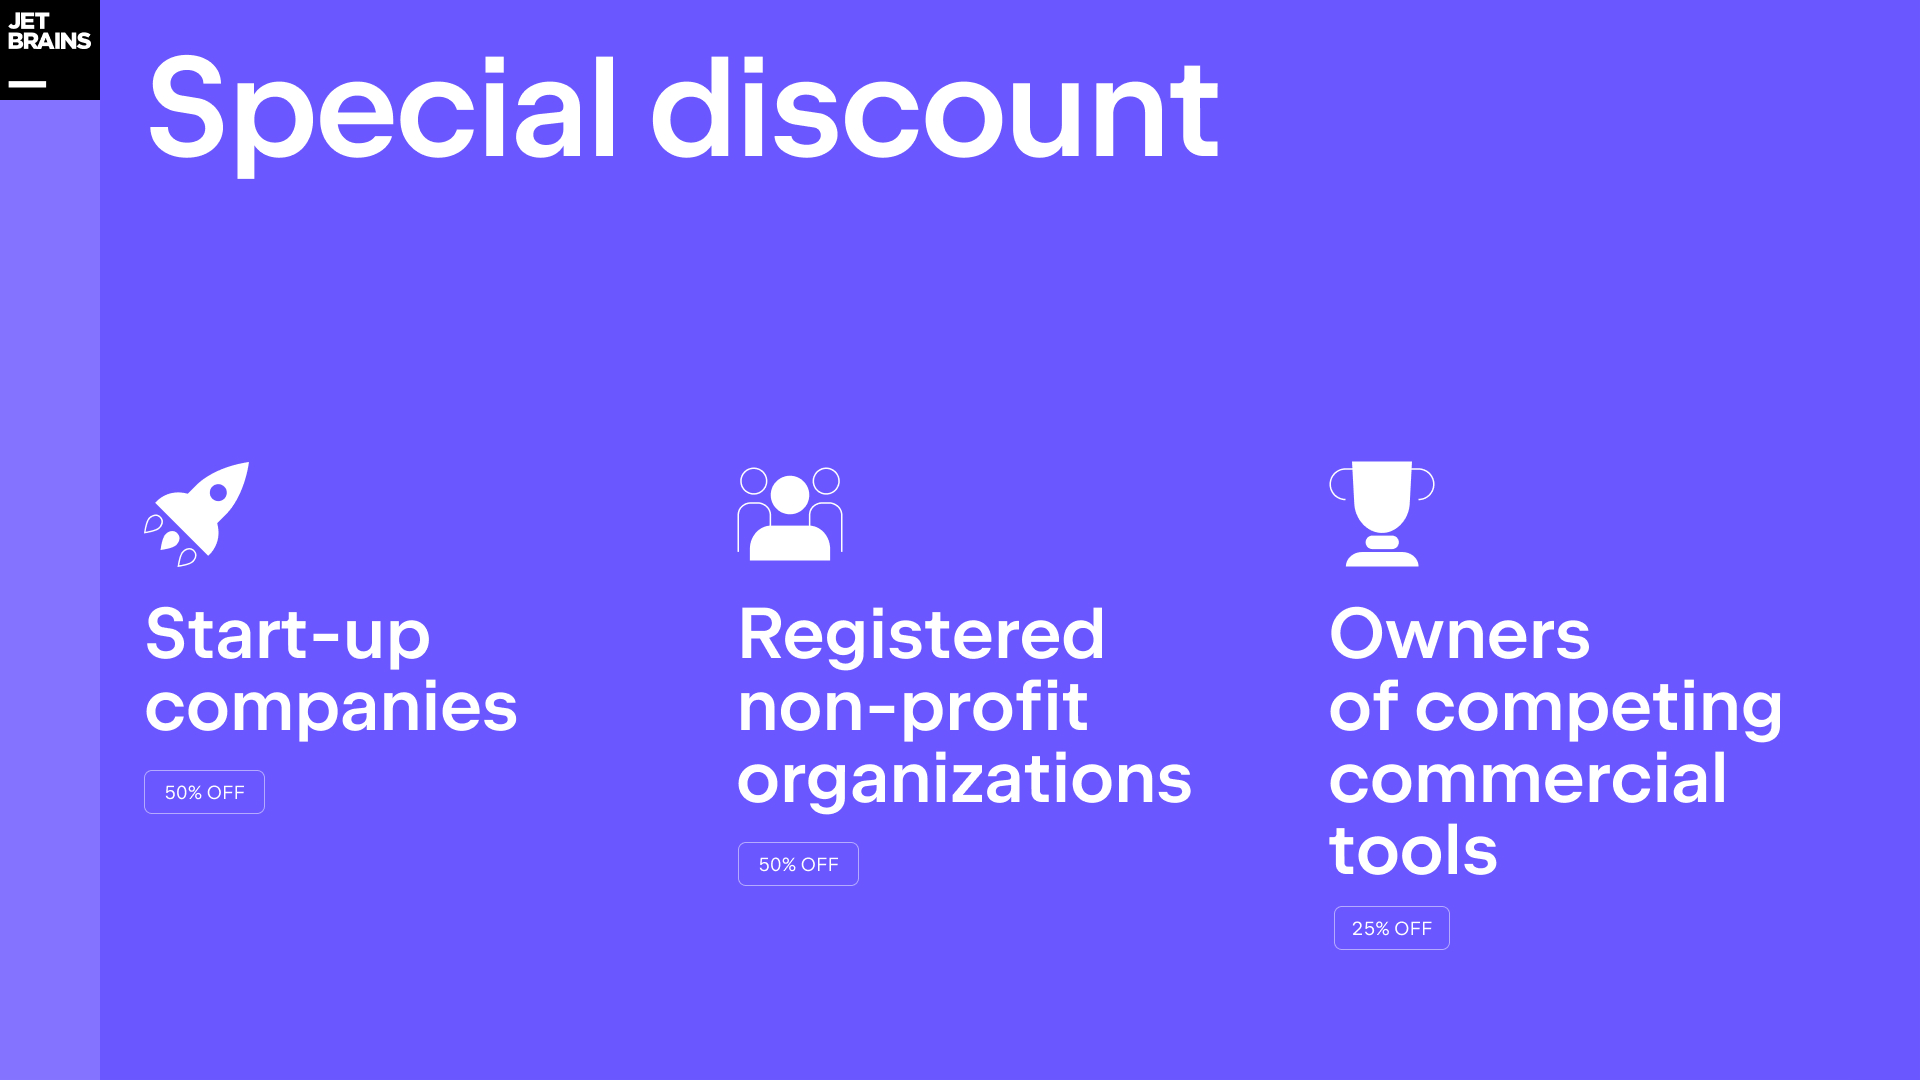 JET
BRAINS
Special discount
Start-up
companies
50% OFF
Registered
non-profit
organizations
50% OFF
Owners
of competing
commercial
tools
25% OFF